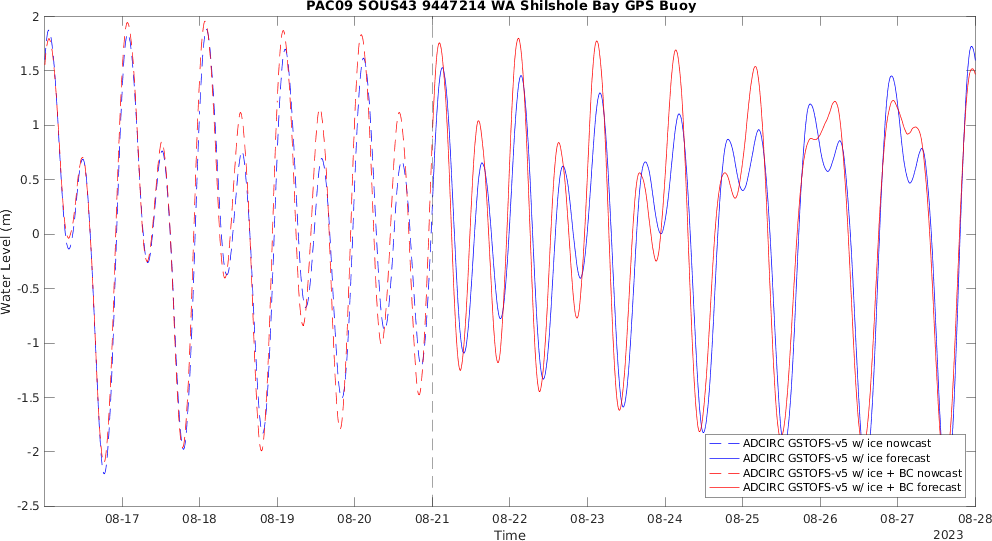 PAC09 SOUS43 9447214 WA Shilshole Bay GPS Buoy
2
1.5
1
0.5
0
-0.5
-1
-1.5
-2
-2.5
Water Level (m)
ADCIRC GSTOFS-v5 w/ ice nowcast
ADCIRC GSTOFS-v5 w/ ice forecast
ADCIRC GSTOFS-v5 w/ ice + BC nowcast
ADCIRC GSTOFS-v5 w/ ice + BC forecast
08-17 08-18 08-19 08-20 08-21 08-22 08-23 08-24 08-25 08-26 08-27 08-28
Time
2023